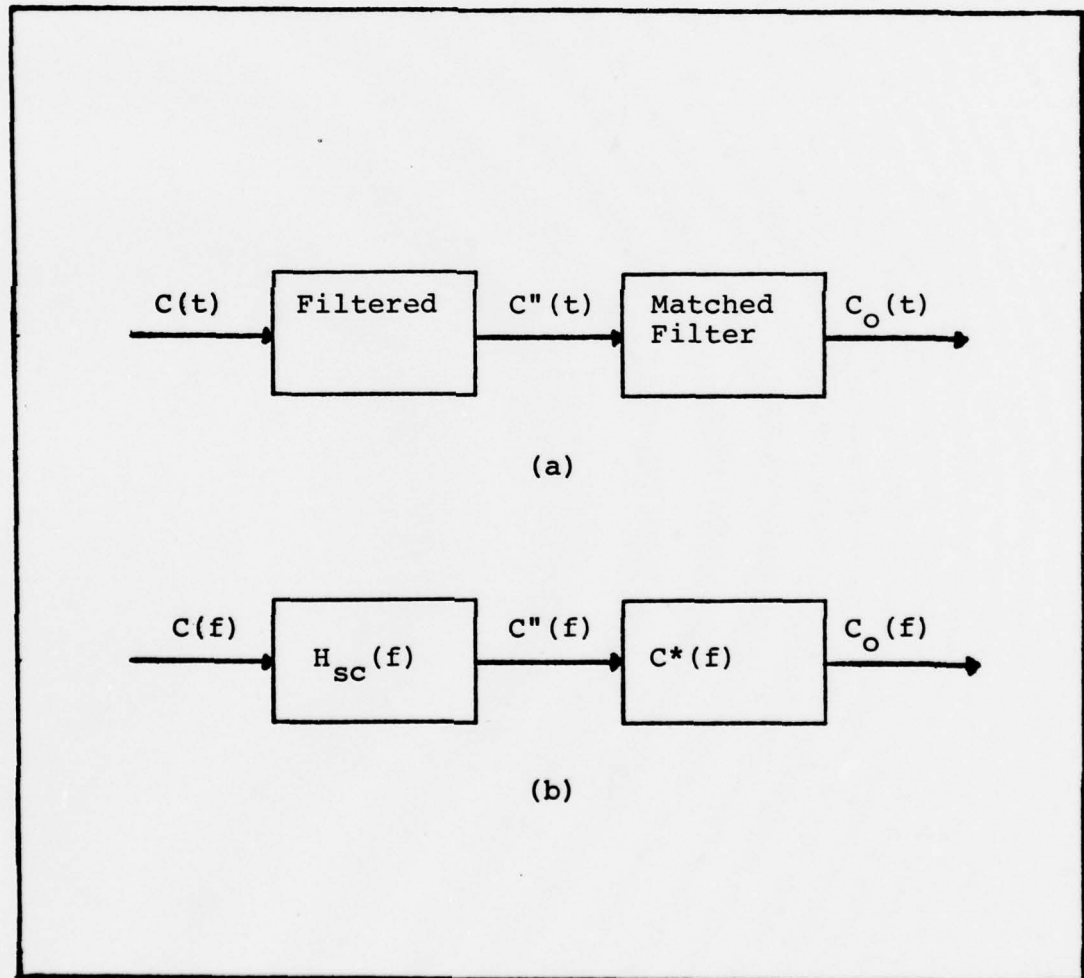 C(t)
Filtered
C"(t)
Matched
Filter
C_o(t)
(a)
C(f)
H_sc(f)
C"(f)
C*(f)
C_o(f)
(b)